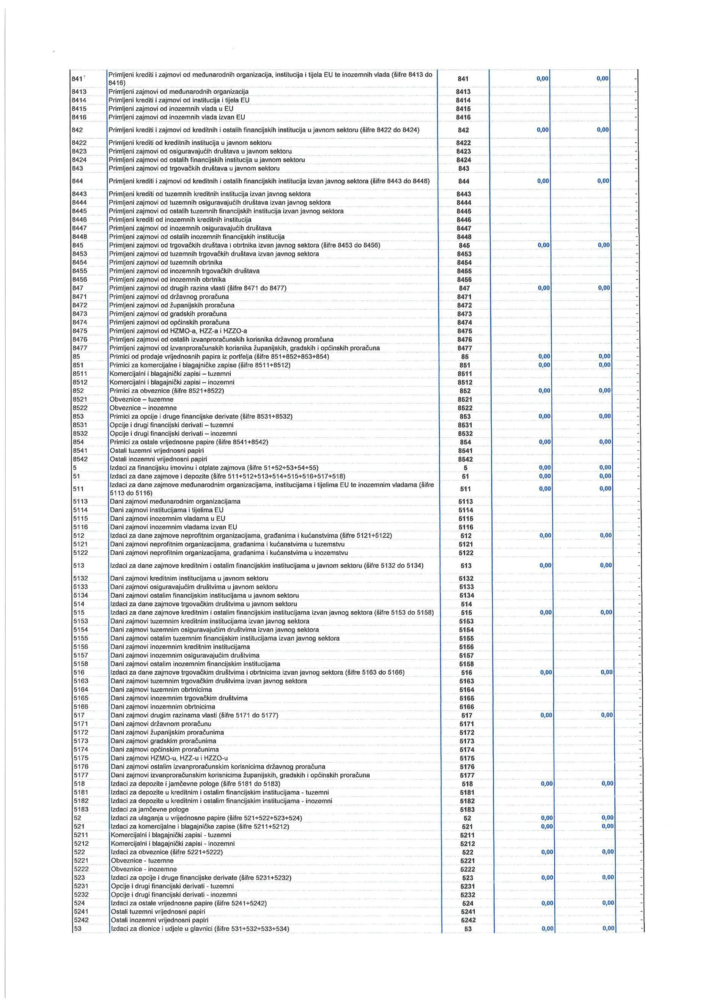 841 Primljeni krediti i zajmovi od međunarodnih organizacija, institucija i tijela EU te inozemnih vlada (šifre 8413 do 8416) 841 0,00 0,00 -
8413 Primljeni zajmovi od međunarodnih organizacija 8413 -
8414 Primljeni krediti i zajmovi od institucija i tijela EU 8414 -
8415 Primljeni zajmovi od inozemnih vlada u EU 8415 -
8416 Primljeni zajmovi od inozemnih vlada izvan EU 8416 -
842 Primljeni krediti i zajmovi od kreditnih i ostalih financijskih institucija u javnom sektoru (šifre 8422 do 8424) 842 0,00 0,00 -
8422 Primljeni krediti od kreditnih institucija u javnom sektoru 8422 -
8423 Primljeni zajmovi od osiguravajućih društava u javnom sektoru 8423 -
8424 Primljeni zajmovi od ostalih financijskih institucija u javnom sektoru 8424 -
843 Primljeni zajmovi od trgovačkih društava u javnom sektoru 843 -
844 Primljeni krediti i zajmovi od kreditnih i ostalih financijskih institucija izvan javnog sektora (šifre 8443 do 8448) 844 0,00 0,00 -
8443 Primljeni krediti od tuzemnih kreditnih institucija izvan javnog sektora 8443 -
8444 Primljeni zajmovi od tuzemnih osiguravajućih društava izvan javnog sektora 8444 -
8445 Primljeni zajmovi od ostalih tuzemnih financijskih institucija izvan javnog sektora 8445 -
8446 Primljeni krediti od inozemnih kreditnih institucija 8446 -
8447 Primljeni zajmovi od inozemnih osiguravajućih društava 8447 -
8448 Primljeni zajmovi od ostalih inozemnih financijskih institucija 8448 -
845 Primljeni zajmovi od trgovačkih društava i obrtnika izvan javnog sektora (šifre 8453 do 8456) 845 0,00 0,00 -
8453 Primljeni zajmovi od tuzemnih trgovačkih društava izvan javnog sektora 8453 -
8454 Primljeni zajmovi od tuzemnih obrtnika 8454 -
8455 Primljeni zajmovi od inozemnih trgovačkih društava 8455 -
8456 Primljeni zajmovi od inozemnih obrtnika 8456 -
847 Primljeni zajmovi od drugih razina vlasti (šifre 8471 do 8477) 847 0,00 0,00 -
8471 Primljeni zajmovi od državnog proračuna 8471 -
8472 Primljeni zajmovi od županijskih proračuna 8472 -
8473 Primljeni zajmovi od gradskih proračuna 8473 -
8474 Primljeni zajmovi od općinskih proračuna 8474 -
8475 Primljeni zajmovi od HZMO-a, HZZ-a i HZZO-a 8475 -
8476 Primljeni zajmovi od ostalih izvanproračunskih korisnika državnog proračuna 8476 -
8477 Primljeni zajmovi od izvanproračunskih korisnika županijskih, gradskih i općinskih proračuna 8477 -
85 Primici od prodaje vrijednosnih papira iz portfelja (šifre 851+852+853+854) 85 0,00 0,00 -
851 Primici za komercijalne i blagajničke zapise (šifre 8511+8512) 851 0,00 0,00 -
8511 Komercijalni i blagajnički zapisi – tuzemni 8511 -
8512 Komercijalni i blagajnički zapisi – inozemni 8512 -
852 Primici za obveznice (šifre 8521+8522) 852 0,00 0,00 -
8521 Obveznice – tuzemne 8521 -
8522 Obveznice – inozemne 8522 -
853 Primici za opcije i druge financijske derivate (šifre 8531+8532) 853 0,00 0,00 -
8531 Opcije i drugi financijski derivati – tuzemni 8531 -
8532 Opcije i drugi financijski derivati – inozemni 8532 -
854 Primici za ostale vrijednosne papire (šifre 8541+8542) 854 0,00 0,00 -
8541 Ostali tuzemni vrijednosni papiri 8541 -
8542 Ostali inozemni vrijednosni papiri 8542 -
5 Izdaci za financijsku imovinu i otplate zajmova (šifre 51+52+53+54+55) 5 0,00 0,00 -
51 Izdaci za dane zajmove i depozite (šifre 511+512+513+514+515+516+517+518) 51 0,00 0,00 -
511 Izdaci za dane zajmove međunarodnim organizacijama, institucijama i tijelima EU te inozemnim vladama (šifre 5113 do 5116) 511 0,00 0,00 -
5113 Dani zajmovi međunarodnim organizacijama 5113 -
5114 Dani zajmovi institucijama i tijelima EU 5114 -
5115 Dani zajmovi inozemnim vladama u EU 5115 -
5116 Dani zajmovi inozemnim vladama izvan EU 5116 -
512 Izdaci za dane zajmove neprofitnim organizacijama, građanima i kućanstvima (šifre 5121+5122) 512 0,00 0,00 -
5121 Dani zajmovi neprofitnim organizacijama, građanima i kućanstvima u tuzemstvu 5121 -
5122 Dani zajmovi neprofitnim organizacijama, građanima i kućanstvima u inozemstvu 5122 -
513 Izdaci za dane zajmove kreditnim i ostalim financijskim institucijama u javnom sektoru (šifre 5132 do 5134) 513 0,00 0,00 -
5132 Dani zajmovi kreditnim institucijama u javnom sektoru 5132 -
5133 Dani zajmovi osiguravajućim društvima u javnom sektoru 5133 -
5134 Dani zajmovi ostalim financijskim institucijama u javnom sektoru 5134 -
514 Izdaci za dane zajmove trgovačkim društvima u javnom sektoru 514 -
515 Izdaci za dane zajmove kreditnim i ostalim financijskim institucijama izvan javnog sektora (šifre 5153 do 5158) 515 0,00 0,00 -
5153 Dani zajmovi tuzemnim kreditnim institucijama izvan javnog sektora 5153 -
5154 Dani zajmovi tuzemnim osiguravajućim društvima izvan javnog sektora 5154 -
5155 Dani zajmovi ostalim tuzemnim financijskim institucijama izvan javnog sektora 5155 -
5156 Dani zajmovi inozemnim kreditnim institucijama 5156 -
5157 Dani zajmovi inozemnim osiguravajućim društvima 5157 -
5158 Dani zajmovi ostalim inozemnim financijskim institucijama 5158 -
516 Izdaci za dane zajmove trgovačkim društvima i obrtnicima izvan javnog sektora (šifre 5163 do 5166) 516 0,00 0,00 -
5163 Dani zajmovi tuzemnim trgovačkim društvima izvan javnog sektora 5163 -
5164 Dani zajmovi tuzemnim obrtnicima 5164 -
5165 Dani zajmovi inozemnim trgovačkim društvima 5165 -
5166 Dani zajmovi inozemnim obrtnicima 5166 -
517 Dani zajmovi drugim razinama vlasti (šifre 5171 do 5177) 517 0,00 0,00 -
5171 Dani zajmovi državnom proračunu 5171 -
5172 Dani zajmovi županijskim proračunima 5172 -
5173 Dani zajmovi gradskim proračunima 5173 -
5174 Dani zajmovi općinskim proračunima 5174 -
5175 Dani zajmovi HZMO-u, HZZ-u i HZZO-u 5175 -
5176 Dani zajmovi ostalim izvanproračunskim korisnicima državnog proračuna 5176 -
5177 Dani zajmovi izvanproračunskim korisnicima županijskih, gradskih i općinskih proračuna 5177 -
518 Izdaci za depozite i jamčevne pologe (šifre 5181 do 5183) 518 0,00 0,00 -
5181 Izdaci za depozite u kreditnim i ostalim financijskim institucijama - tuzemni 5181 -
5182 Izdaci za depozite u kreditnim i ostalim financijskim institucijama - inozemni 5182 -
5183 Izdaci za jamčevne pologe 5183 -
52 Izdaci za ulaganja u vrijednosne papire (šifre 521+522+523+524) 52 0,00 0,00 -
521 Izdaci za komercijalne i blagajničke zapise (šifre 5211+5212) 521 0,00 0,00 -
5211 Komercijalni i blagajnički zapisi - tuzemni 5211 -
5212 Komercijalni i blagajnički zapisi - inozemni 5212 -
522 Izdaci za obveznice (šifre 5221+5222) 522 0,00 0,00 -
5221 Obveznice - tuzemne 5221 -
5222 Obveznice - inozemne 5222 -
523 Izdaci za opcije i druge financijske derivate (šifre 5231+5232) 523 0,00 0,00 -
5231 Opcije i drugi financijski derivati - tuzemni 5231 -
5232 Opcije i drugi financijski derivati - inozemni 5232 -
524 Izdaci za ostale vrijednosne papire (šifre 5241+5242) 524 0,00 0,00 -
5241 Ostali tuzemni vrijednosni papiri 5241 -
5242 Ostali inozemni vrijednosni papiri 5242 -
53 Izdaci za dionice i udjele u glavnici (šifre 531+532+533+534) 53 0,00 0,00 -